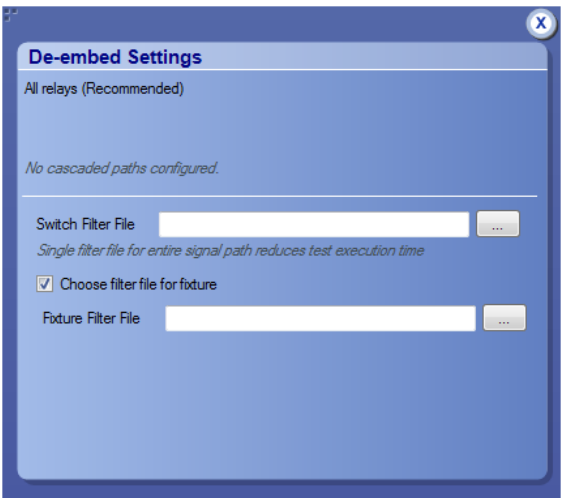 X
De-embed Settings
All relays (Recommended)
No cascaded paths configured.
Switch Filter File
...
Single filter file for entire signal path reduces test execution time
Choose filter file for fixture
Fixture Filter File
...